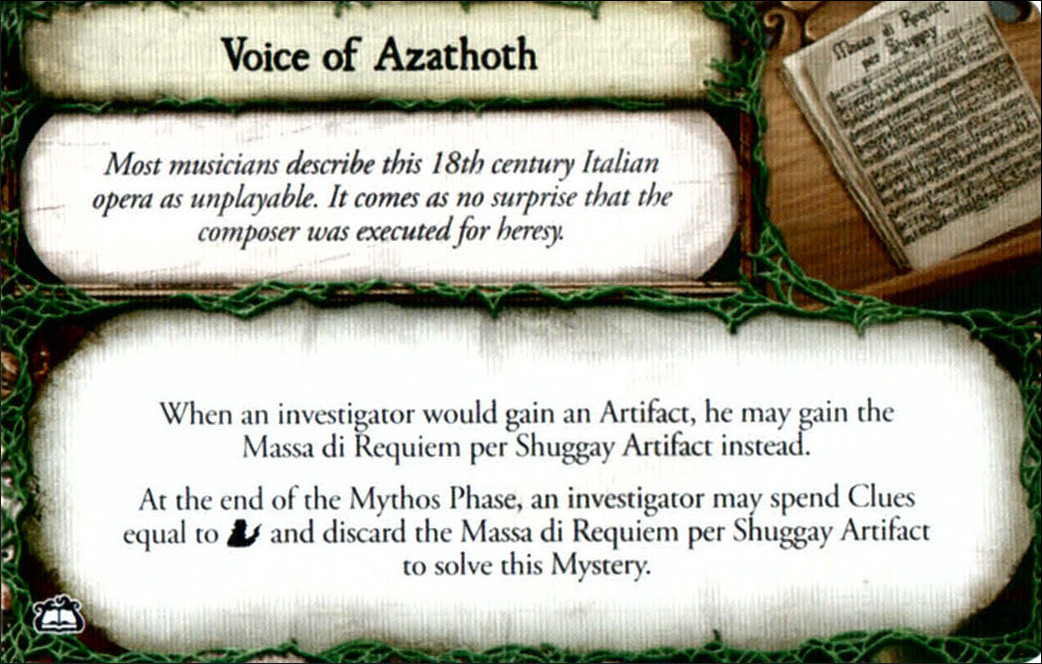 Voice of Azathoth
Massa di Requim
per Shuggay
Most musicians describe this 18th century Italian
opera as unplayable. It comes as no surprise that the
composer was executed for heresy.
When an investigator would gain an Artifact, he may gain the
Massa di Requiem per Shuggay Artifact instead.
At the end of the Mythos Phase, an investigator may spend Clues
equal to and discard the Massa di Requiem per Shuggay Artifact
to solve this Mystery.